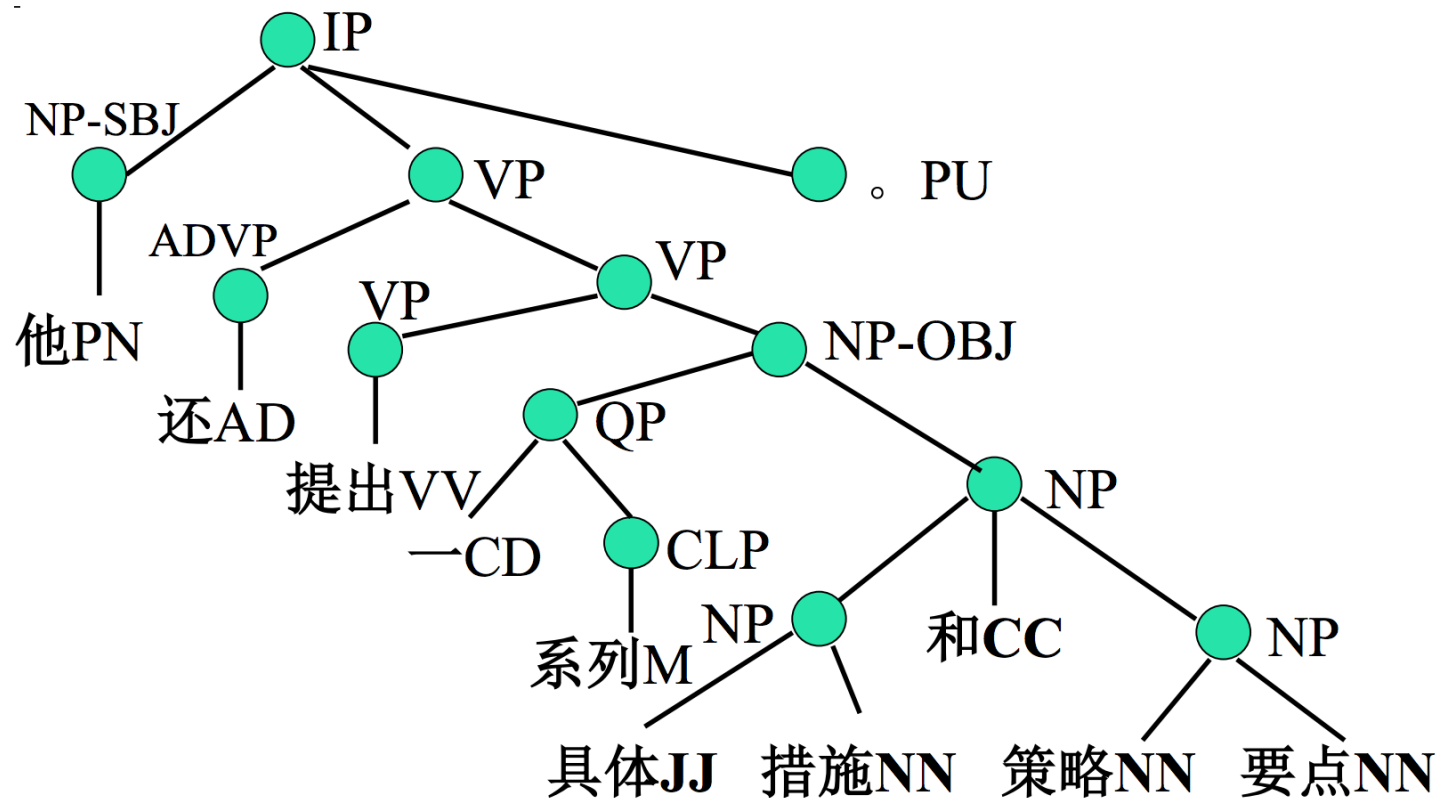 IP
NP-SBJ
VP
。PU
ADVP
VP
VP
NP-OBJ
他PN
还AD
QP
提出VV
NP
一CD
CLP
NP
和CC
NP
系列M
具体JJ
措施NN
策略NN
要点NN